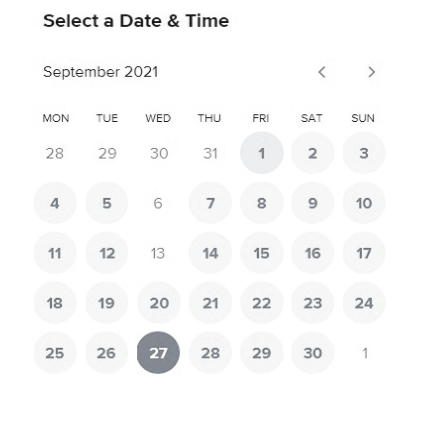 Select a Date & Time
September 2021
MON TUE WED THU FRI SAT SUN
28 29 30 31 1 2 3
4 5 6 7 8 9 10
11 12 13 14 15 16 17
18 19 20 21 22 23 24
25 26 27 28 29 30 1